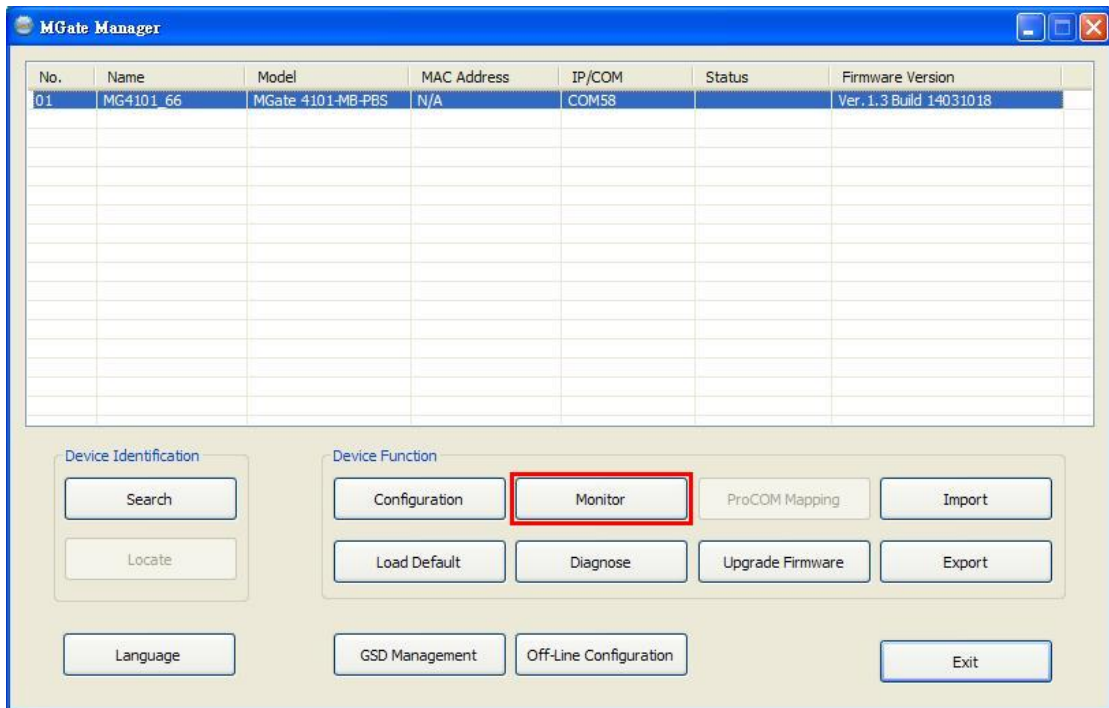 MGate Manager
No. Name Model MAC Address IP/COM Status Firmware Version
01 MG4101_66 MGate 4101-MB-PBS N/A COM58 Ver. 1.3 Build 14031018
Device Identification Device Function
Search Configuration Monitor ProCOM Mapping Import
Locate Load Default Diagnose Upgrade Firmware Export
Language GSD Management Off-Line Configuration Exit